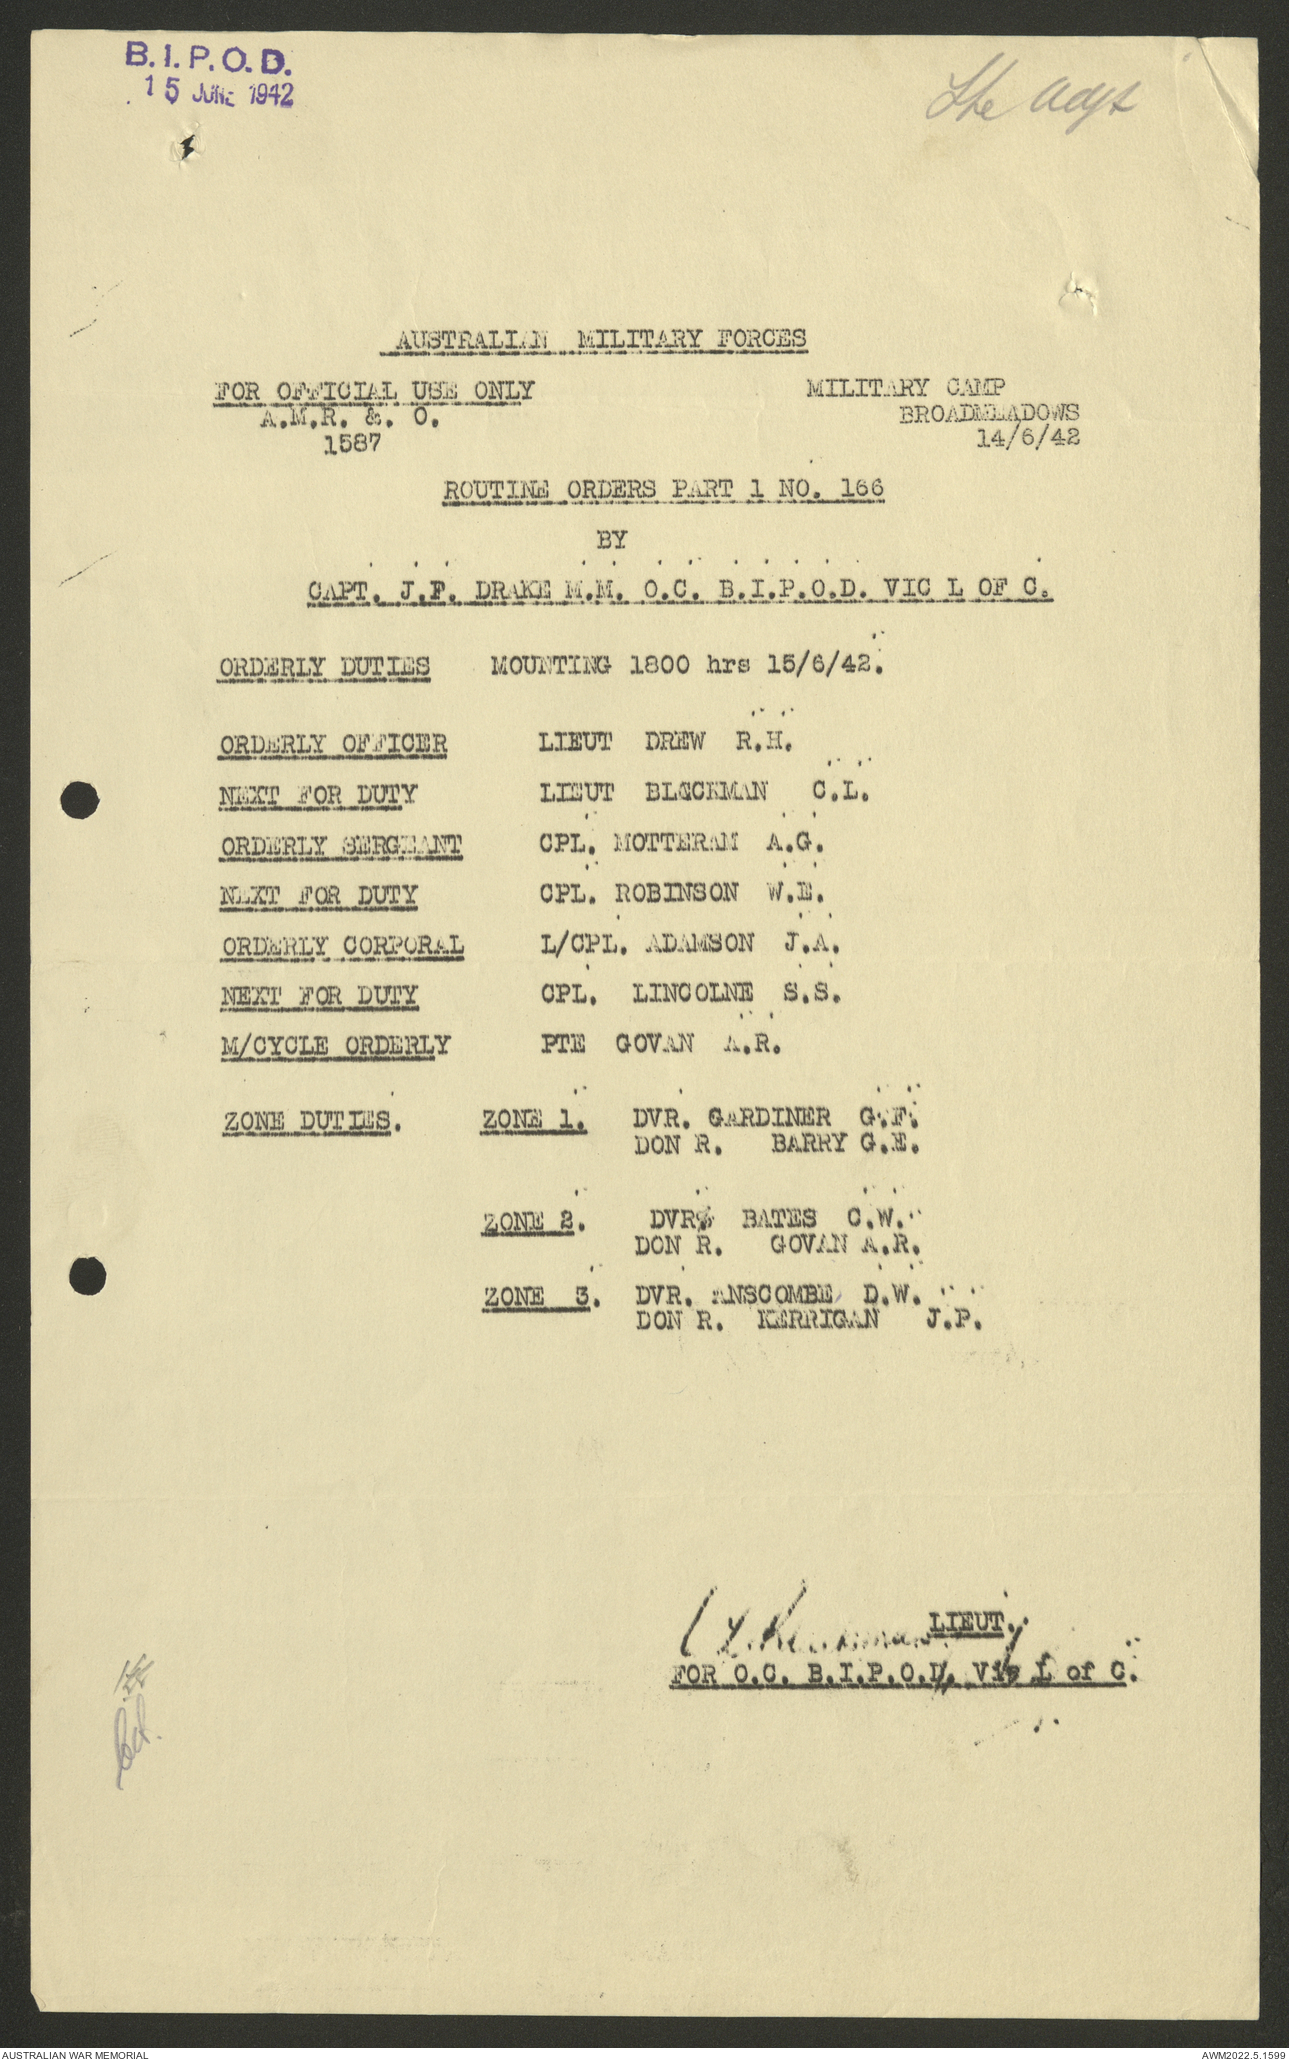 B.I.P.O.D.
15 JUNE 1942
The Adjt
AUSTRALIAN MILITARY FORCES
FOR OFFICIAL USE ONLY MILITARY CAMP
A.M.R. &. O. BROADMEADOWS
1587 14/6/42
ROUTINE ORDERS PART 1 NO. 166
BY
CAPT. J.F. DRAKE M.M. O.C. B.I.P.O.D. VIC L OF C.
ORDERLY DUTIES MOUNTING 1800 hrs 15/6/42.
ORDERLY OFFICER LIEUT DREW R.H.
NEXT FOR DUTY LIEUT BLACKMAN C.L.
ORDERLY SERGEANT CPL. MOTTERAM A.G.
NEXT FOR DUTY CPL. ROBINSON W.E.
ORDERLY CORPORAL L/CPL. ADAMSON J.A.
NEXT FOR DUTY CPL. LINCOLNE S.S.
M/CYCLE ORDERLY PTE GOVAN A.R.
ZONE DUTIES. ZONE 1. DVR. GARDINER G.F.
DON R. BARRY G.E.
ZONE 2. DVR. BATES C.W.
DON R. GOVAN A.R.
ZONE 3. DVR. ANSCOMBE D.W.
DON R. KERRIGAN J.P.
C L Blackman LIEUT.
FOR O.C. B.I.P.O.D. Vic L of C.
AUSTRALIAN WAR MEMORIAL AWM2022.5.1599